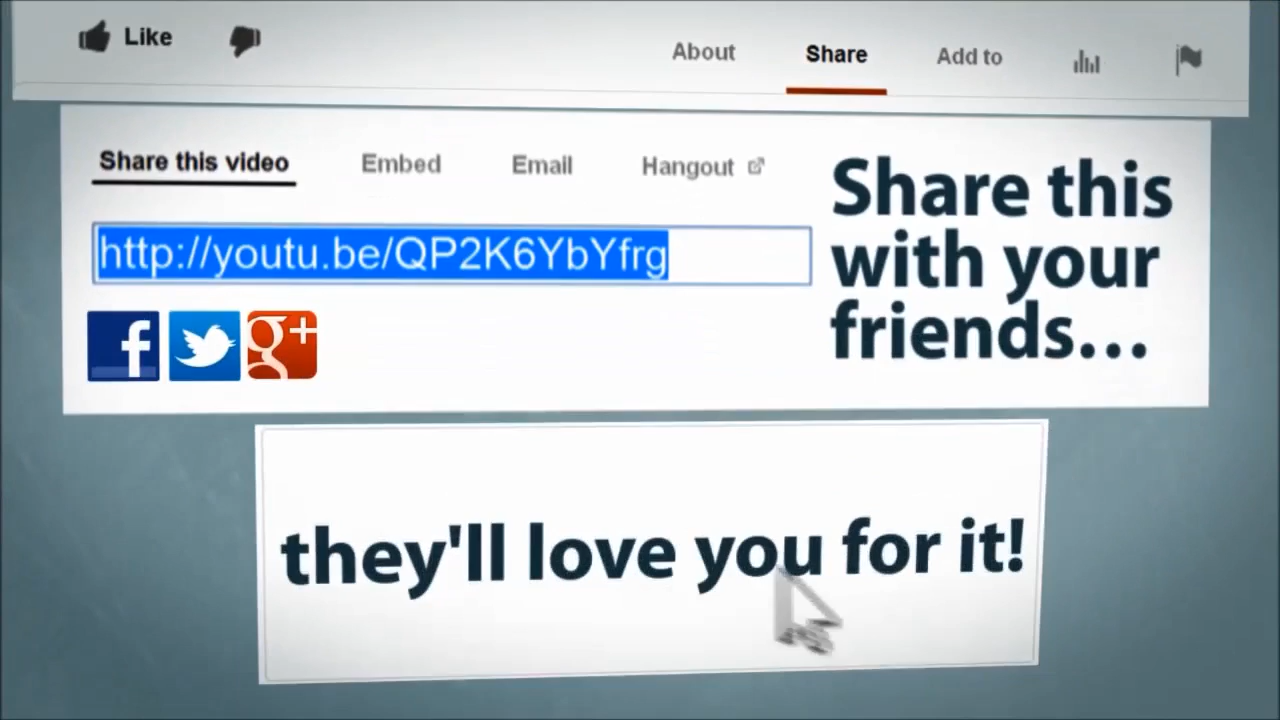 Like
About
Share
Add to
Share this video
Embed
Email
Hangout
http://youtu.be/QP2K6YbYfrg
f
g+
Share this
with your
friends...
they'll love you for it!